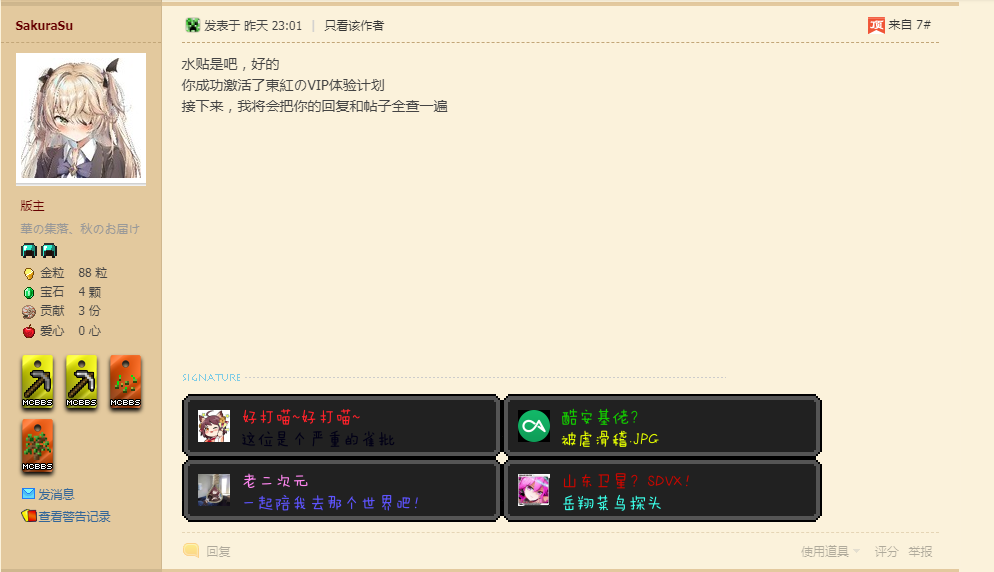 SakuraSu
发表于 昨天 23:01 | 只看该作者
顶 来自 7#
水贴是吧，好的
你成功激活了東紅のVIP体验计划
接下来，我将会把你的回复和帖子全查一遍
版主
華の集落、秋のお届け
金粒 88 粒
宝石 4 颗
贡献 3 份
爱心 0 心
MCBBS
MCBBS
MCBBS
MCBBS
发消息
查看警告记录
SIGNATURE
好打喵~好打喵~
这位是个严重的雀批
酷安基佬?
被虐滑稽.JPG
老二次元
一起陪我去那个世界吧!
山东卫星? SDVX!
岳翔菜鸟探头
回复
使用道具
评分
举报